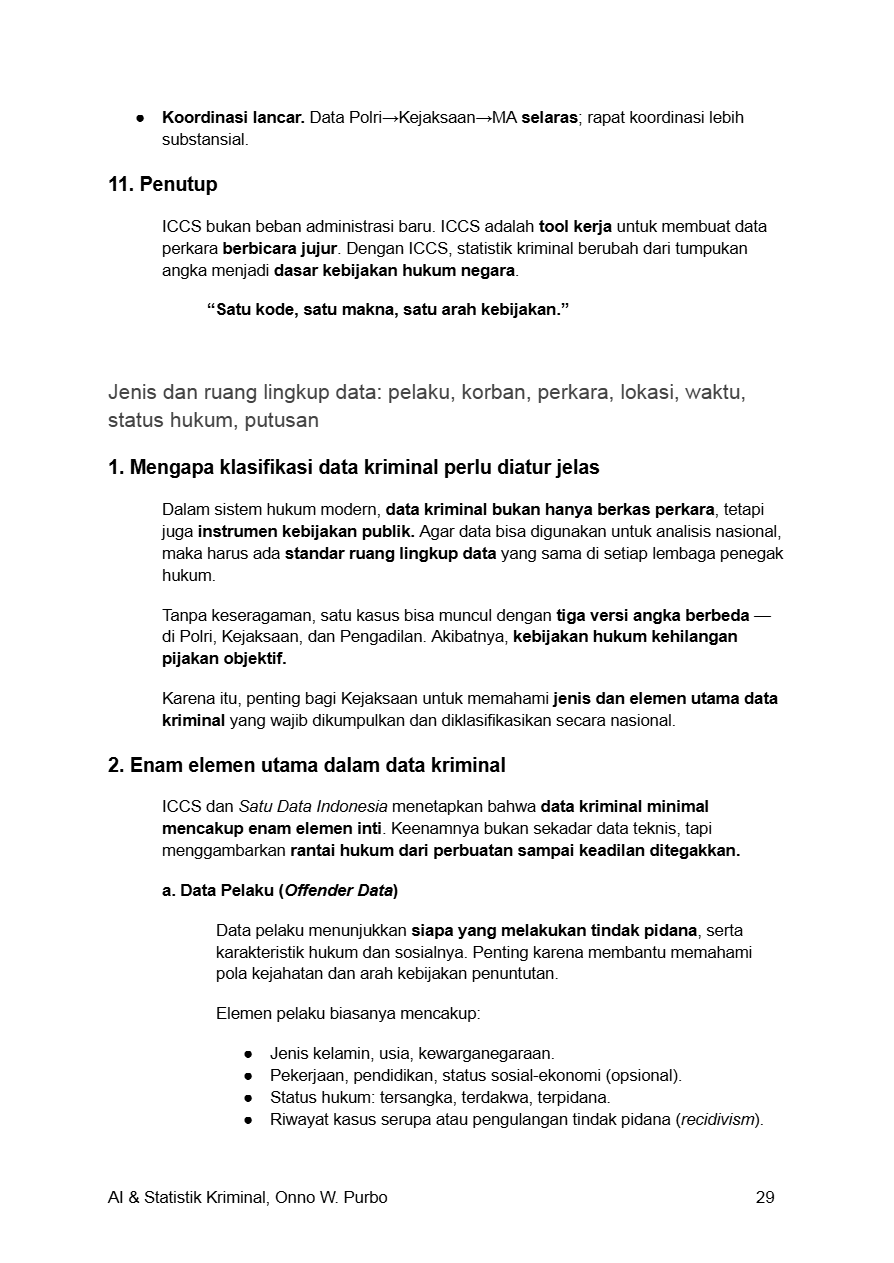 ● Koordinasi lancar. Data Polri→Kejaksaan→MA selaras; rapat koordinasi lebih
substansial.
11. Penutup
ICCS bukan beban administrasi baru. ICCS adalah tool kerja untuk membuat data
perkara berbicara jujur. Dengan ICCS, statistik kriminal berubah dari tumpukan
angka menjadi dasar kebijakan hukum negara.
“Satu kode, satu makna, satu arah kebijakan.”
Jenis dan ruang lingkup data: pelaku, korban, perkara, lokasi, waktu,
status hukum, putusan
1. Mengapa klasifikasi data kriminal perlu diatur jelas
Dalam sistem hukum modern, data kriminal bukan hanya berkas perkara, tetapi
juga instrumen kebijakan publik. Agar data bisa digunakan untuk analisis nasional,
maka harus ada standar ruang lingkup data yang sama di setiap lembaga penegak
hukum.
Tanpa keseragaman, satu kasus bisa muncul dengan tiga versi angka berbeda —
di Polri, Kejaksaan, dan Pengadilan. Akibatnya, kebijakan hukum kehilangan
pijakan objektif.
Karena itu, penting bagi Kejaksaan untuk memahami jenis dan elemen utama data
kriminal yang wajib dikumpulkan dan diklasifikasikan secara nasional.
2. Enam elemen utama dalam data kriminal
ICCS dan Satu Data Indonesia menetapkan bahwa data kriminal minimal
mencakup enam elemen inti. Keenamnya bukan sekadar data teknis, tapi
menggambarkan rantai hukum dari perbuatan sampai keadilan ditegakkan.
a. Data Pelaku (Offender Data)
Data pelaku menunjukkan siapa yang melakukan tindak pidana, serta
karakteristik hukum dan sosialnya. Penting karena membantu memahami
pola kejahatan dan arah kebijakan penuntutan.
Elemen pelaku biasanya mencakup:
● Jenis kelamin, usia, kewarganegaraan.
● Pekerjaan, pendidikan, status sosial-ekonomi (opsional).
● Status hukum: tersangka, terdakwa, terpidana.
● Riwayat kasus serupa atau pengulangan tindak pidana (recidivism).
AI & Statistik Kriminal, Onno W. Purbo 29